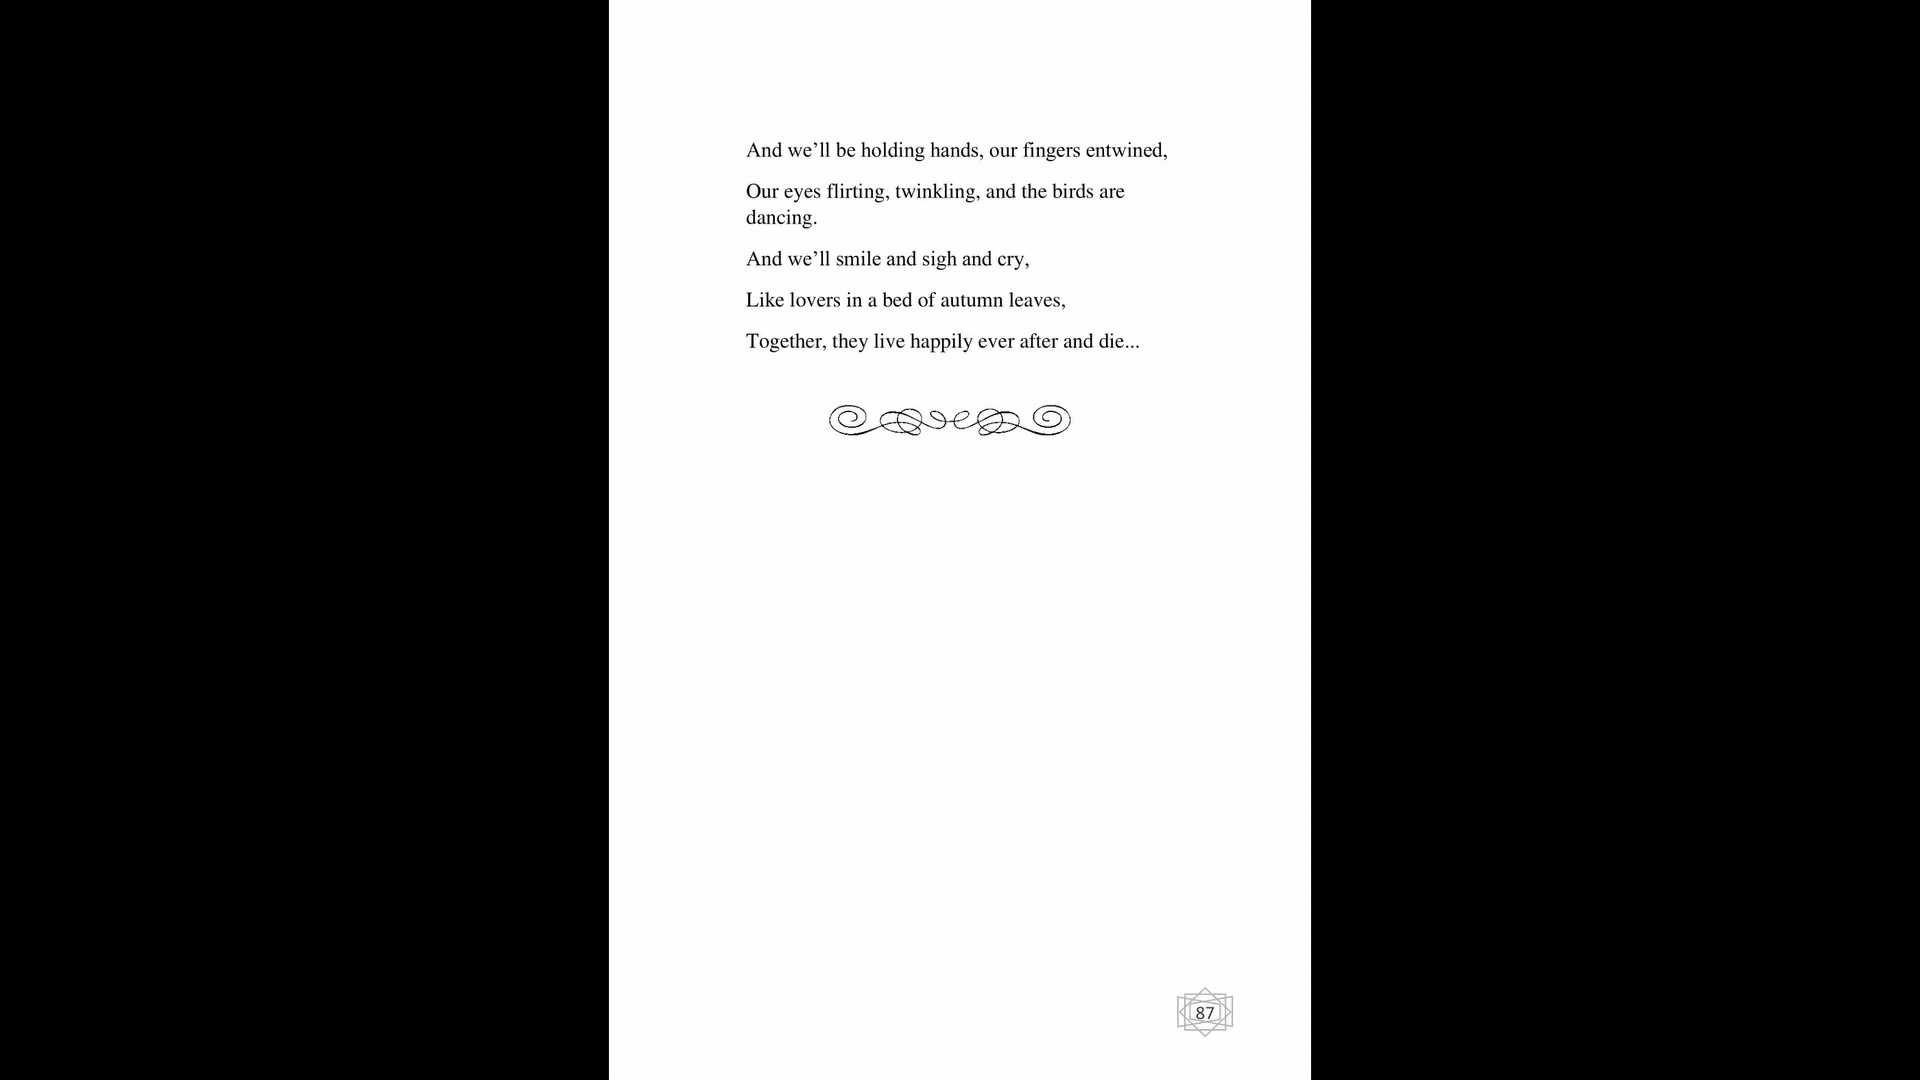 And we’ll be holding hands, our fingers entwined,
Our eyes flirting, twinkling, and the birds are
dancing.
And we’ll smile and sigh and cry,
Like lovers in a bed of autumn leaves,
Together, they live happily ever after and die...
87